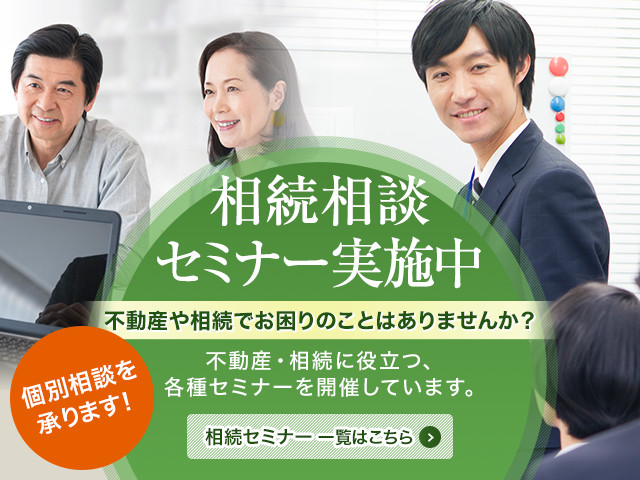 相続相談
セミナー実施中
不動産や相続でお困りのことはありませんか?
不動産・相続に役立つ、
各種セミナーを開催しています。
個別相談を
承ります!
相続セミナー 一覧はこちら